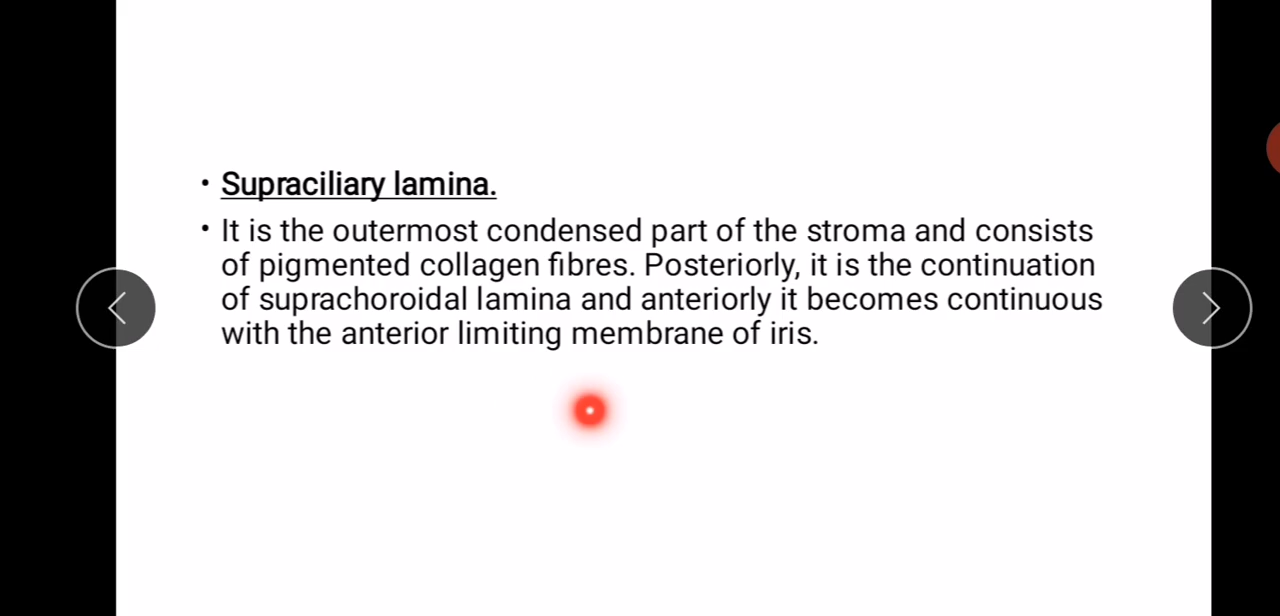 • Supraciliary lamina.
• It is the outermost condensed part of the stroma and consists
of pigmented collagen fibres. Posteriorly, it is the continuation
of suprachoroidal lamina and anteriorly it becomes continuous
with the anterior limiting membrane of iris.